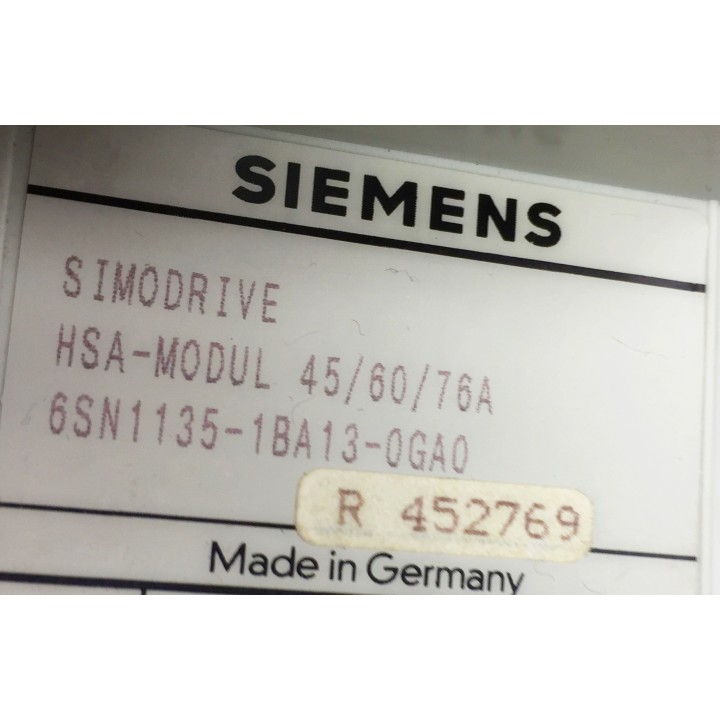 SIEMENS
SIMODRIVE
HSA-MODUL 45/60/76A
6SN1135-1BA13-0GA0
R 452769
Made in Germany